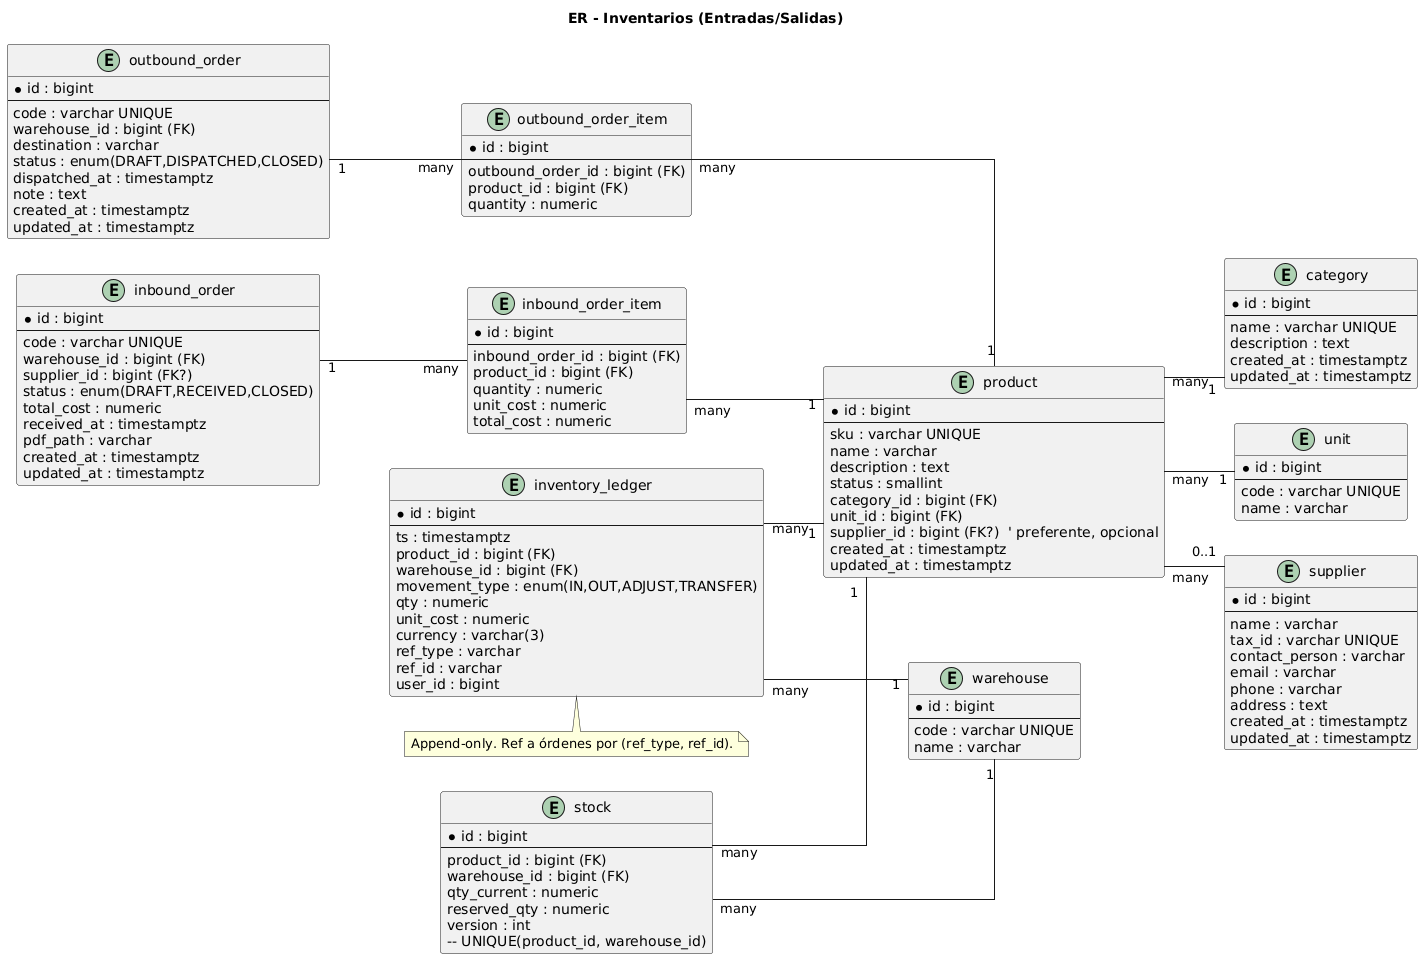 ER - Inventarios (Entradas/Salidas)
E outbound_order
* id : bigint
code : varchar UNIQUE
warehouse_id : bigint (FK)
destination : varchar
status : enum(DRAFT,DISPATCHED,CLOSED)
dispatched_at : timestamptz
note : text
created_at : timestamptz
updated_at : timestamptz
1
many
E outbound_order_item
* id : bigint
outbound_order_id : bigint (FK)
product_id : bigint (FK)
quantity : numeric
many
1
E inbound_order
* id : bigint
code : varchar UNIQUE
warehouse_id : bigint (FK)
supplier_id : bigint (FK?)
status : enum(DRAFT,RECEIVED,CLOSED)
total_cost : numeric
received_at : timestamptz
pdf_path : varchar
created_at : timestamptz
updated_at : timestamptz
1
many
E inbound_order_item
* id : bigint
inbound_order_id : bigint (FK)
product_id : bigint (FK)
quantity : numeric
unit_cost : numeric
total_cost : numeric
many
1
E product
* id : bigint
sku : varchar UNIQUE
name : varchar
description : text
status : smallint
category_id : bigint (FK)
unit_id : bigint (FK)
supplier_id : bigint (FK?)  ' preferente, opcional
created_at : timestamptz
updated_at : timestamptz
many
1
E category
* id : bigint
name : varchar UNIQUE
description : text
created_at : timestamptz
updated_at : timestamptz
many
1
E unit
* id : bigint
code : varchar UNIQUE
name : varchar
many
0..1
E supplier
* id : bigint
name : varchar
tax_id : varchar UNIQUE
contact_person : varchar
email : varchar
phone : varchar
address : text
created_at : timestamptz
updated_at : timestamptz
E inventory_ledger
* id : bigint
ts : timestamptz
product_id : bigint (FK)
warehouse_id : bigint (FK)
movement_type : enum(IN,OUT,ADJUST,TRANSFER)
qty : numeric
unit_cost : numeric
currency : varchar(3)
ref_type : varchar
ref_id : varchar
user_id : bigint
many
1
many
1
Append-only. Ref a órdenes por (ref_type, ref_id).
E warehouse
* id : bigint
code : varchar UNIQUE
name : varchar
E stock
* id : bigint
product_id : bigint (FK)
warehouse_id : bigint (FK)
qty_current : numeric
reserved_qty : numeric
version : int
-- UNIQUE(product_id, warehouse_id)
many
1
many
1